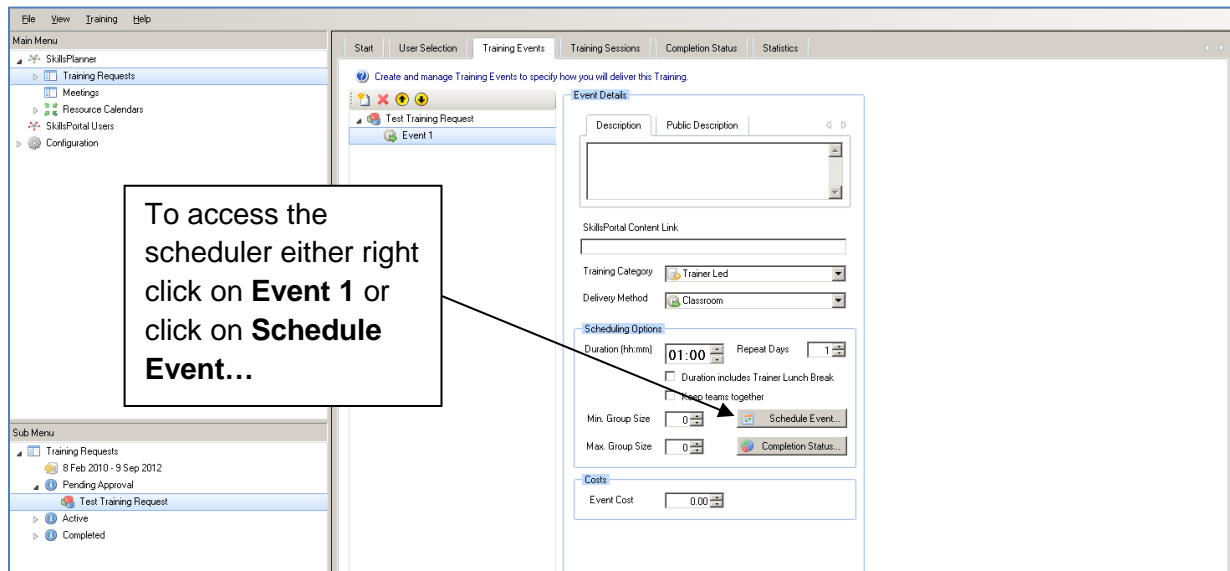 File View Training Help
Main Menu
SkillsPlanner
Training Requests
Meetings
Resource Calendars
SkillsPortal Users
Configuration
Start User Selection Training Events Training Sessions Completion Status Statistics
Create and manage Training Events to specify how you will deliver this Training.
Test Training Request
Event 1
Event Details
Description Public Description
SkillsPortal Content Link
Training Category Trainer Led
Delivery Method Classroom
Scheduling Options
Duration (hh:mm) 01:00 Repeat Days 1
Duration includes Trainer Lunch Break
Keep teams together
Min. Group Size 0 Schedule Event...
Max. Group Size 0 Completion Status...
Costs
Event Cost 0.00
To access the
scheduler either right
click on Event 1 or
click on Schedule
Event…
Sub Menu
Training Requests
8 Feb 2010 - 9 Sep 2012
Pending Approval
Test Training Request
Active
Completed